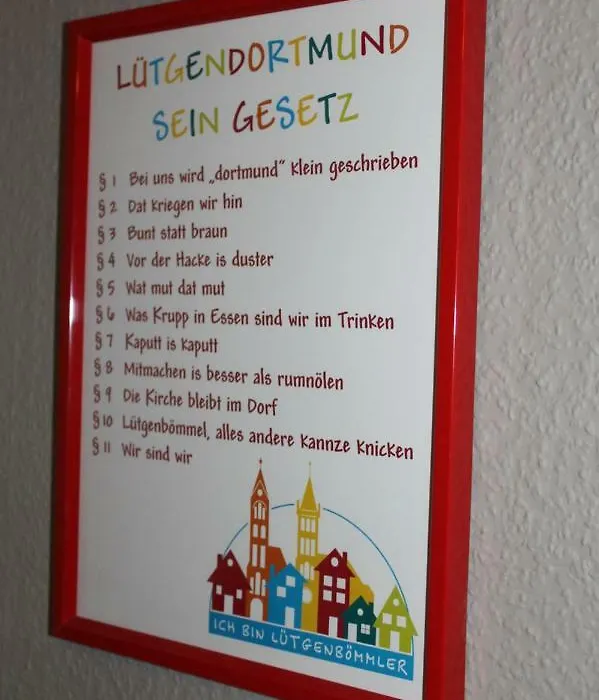 LÜTGENDORTMUND
SEIN GESETZ
§ 1 Bei uns wird „dortmund“ klein geschrieben
§ 2 Dat kriegen wir hin
§ 3 Bunt statt braun
§ 4 Vor der Hacke is duster
§ 5 Wat mut dat mut
§ 6 Was Krupp in Essen sind wir im Trinken
§ 7 Kaputt is kaputt
§ 8 Mitmachen is besser als rumnölen
§ 9 Die Kirche bleibt im Dorf
§ 10 Lütgenbömmel, alles andere kannze knicken
§ 11 Wir sind wir
ICH BIN LÜTGENBÖMMLER